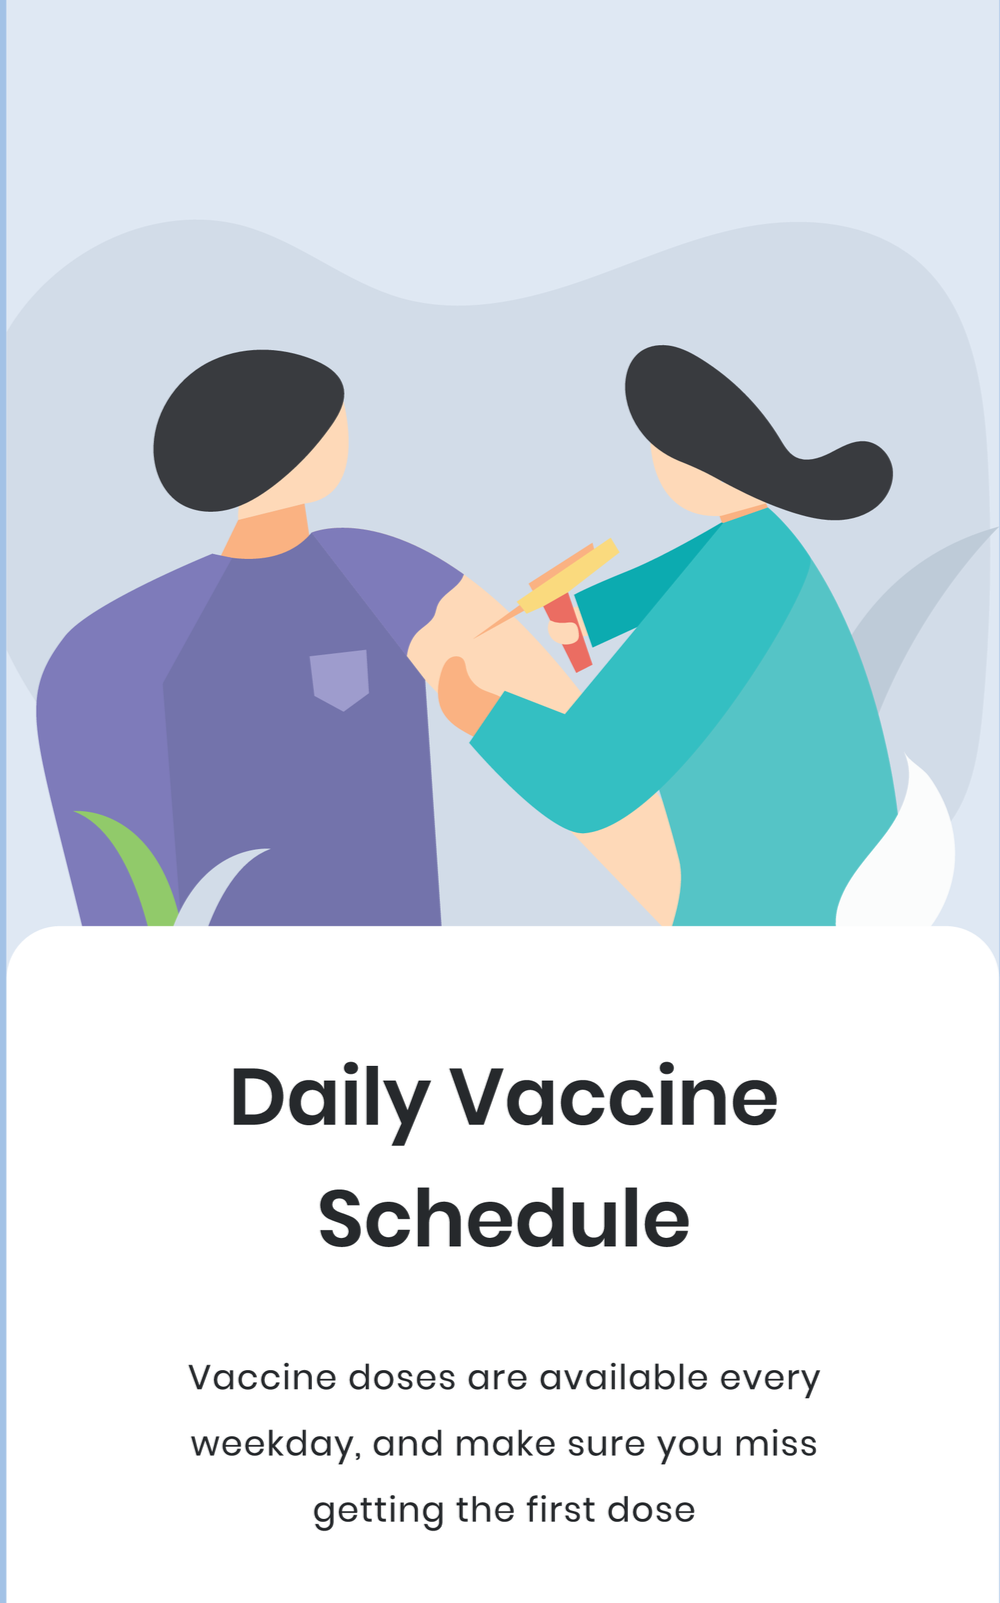 Daily Vaccine
Schedule
Vaccine doses are available every
weekday, and make sure you miss
getting the first dose